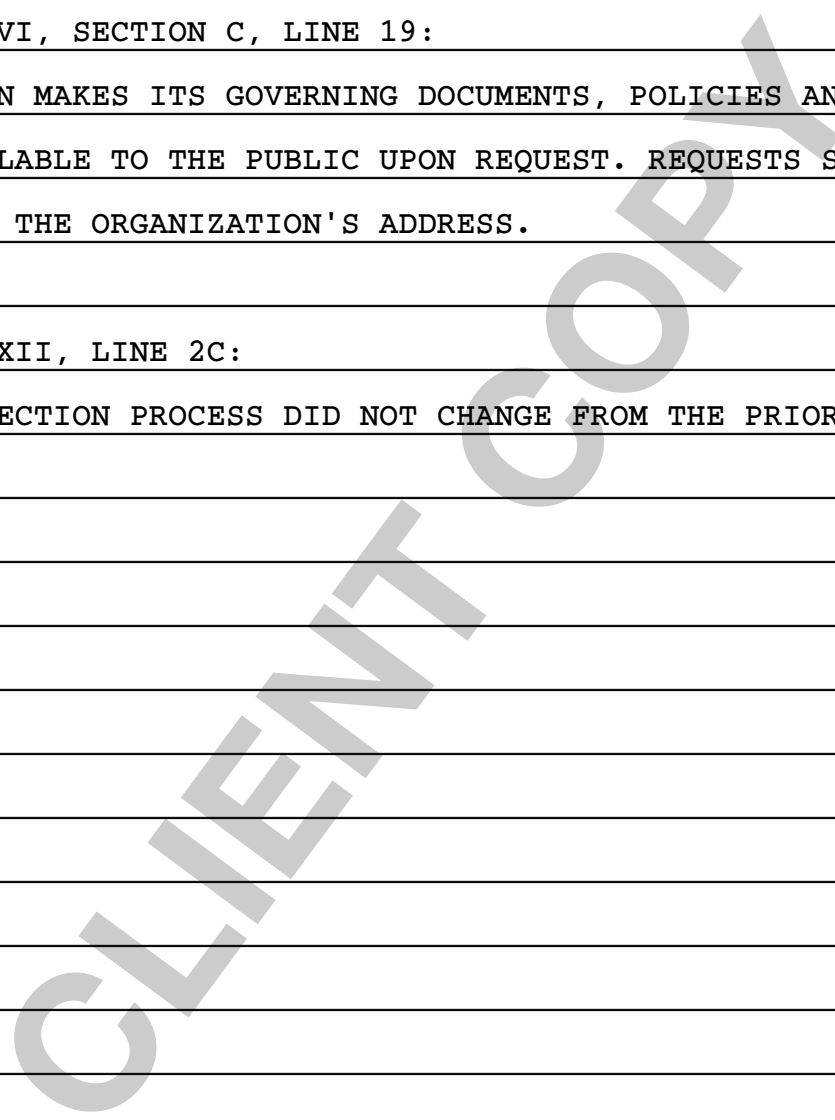 VI, SECTION C, LINE 19:
N MAKES ITS GOVERNING DOCUMENTS, POLICIES AN
LABLE TO THE PUBLIC UPON REQUEST. REQUESTS S
THE ORGANIZATION'S ADDRESS.
XII, LINE 2C:
ECTION PROCESS DID NOT CHANGE FROM THE PRIOR
CLIENT COPY